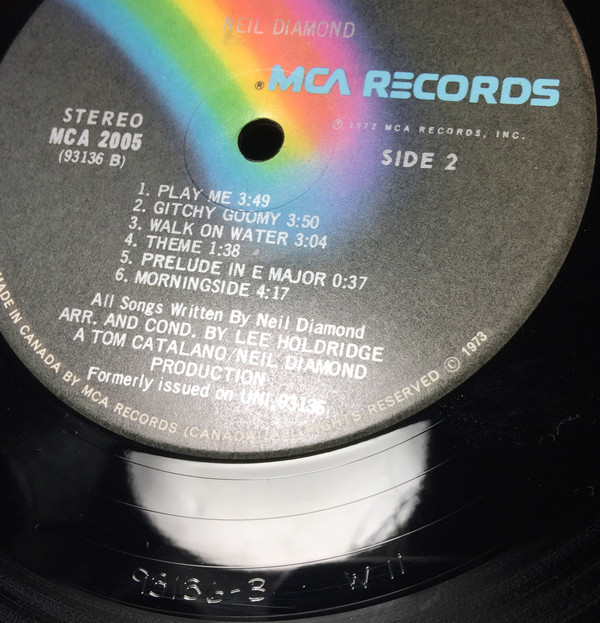 NEIL DIAMOND
® MCA RECORDS
℗ 1972 MCA RECORDS, INC.
STEREO
MCA 2005
(93136 B)
SIDE 2
1. PLAY ME 3:49
2. GITCHY GOOMY 3:50
3. WALK ON WATER 3:04
4. THEME 1:38
5. PRELUDE IN E MAJOR 0:37
6. MORNINGSIDE 4:17
All Songs Written By Neil Diamond
ARR. AND COND. BY LEE HOLDRIDGE
A TOM CATALANO/NEIL DIAMOND
PRODUCTION
Formerly issued on UNI 93136
MADE IN CANADA BY MCA RECORDS (CANADA) RIGHTS RESERVED © 1973
93136-B W 11